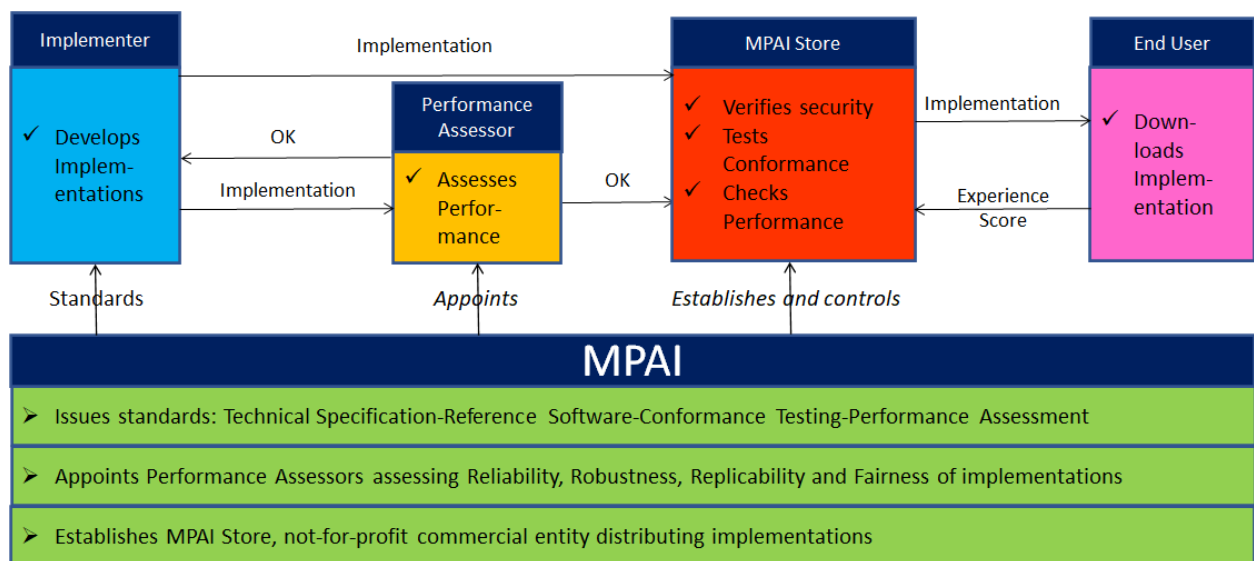 Implementer
Implementation
MPAI Store
End User
Performance
Assessor
✓ Develops
Implem-
entations
OK
Implementation
✓ Assesses
Perfor-
mance
OK
✓ Verifies security
✓ Tests
Conformance
✓ Checks
Performance
Implementation
Experience
Score
✓ Down-
loads
Implem-
entation
Standards
Appoints
Establishes and controls
MPAI
➢ Issues standards: Technical Specification-Reference Software-Conformance Testing-Performance Assessment
➢ Appoints Performance Assessors assessing Reliability, Robustness, Replicability and Fairness of implementations
➢ Establishes MPAI Store, not-for-profit commercial entity distributing implementations